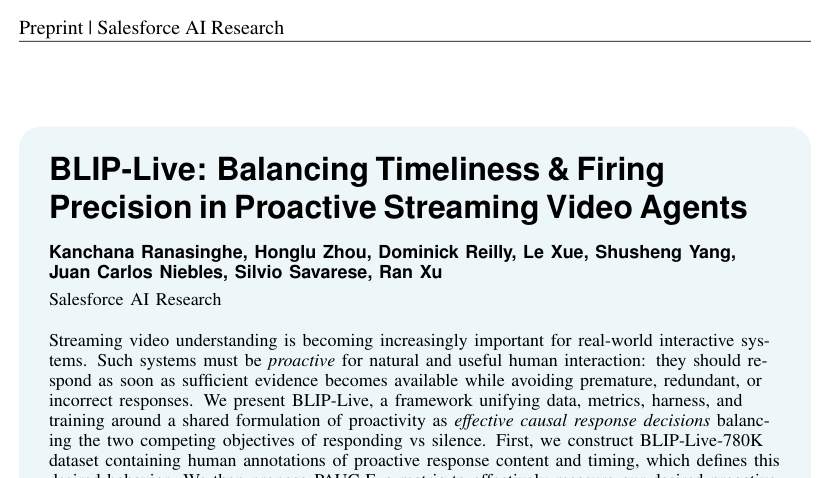 Preprint | Salesforce AI Research
BLIP-Live: Balancing Timeliness & Firing
Precision in Proactive Streaming Video Agents
Kanchana Ranasinghe, Honglu Zhou, Dominick Reilly, Le Xue, Shusheng Yang,
Juan Carlos Niebles, Silvio Savarese, Ran Xu
Salesforce AI Research
Streaming video understanding is becoming increasingly important for real-world interactive sys-
tems. Such systems must be proactive for natural and useful human interaction: they should re-
spond as soon as sufficient evidence becomes available while avoiding premature, redundant, or
incorrect responses. We present BLIP-Live, a framework unifying data, metrics, harness, and
training around a shared formulation of proactivity as effective causal response decisions balanc-
ing the two competing objectives of responding vs silence. First, we construct BLIP-Live-780K
dataset containing human annotations of proactive response content and timing, which defines this